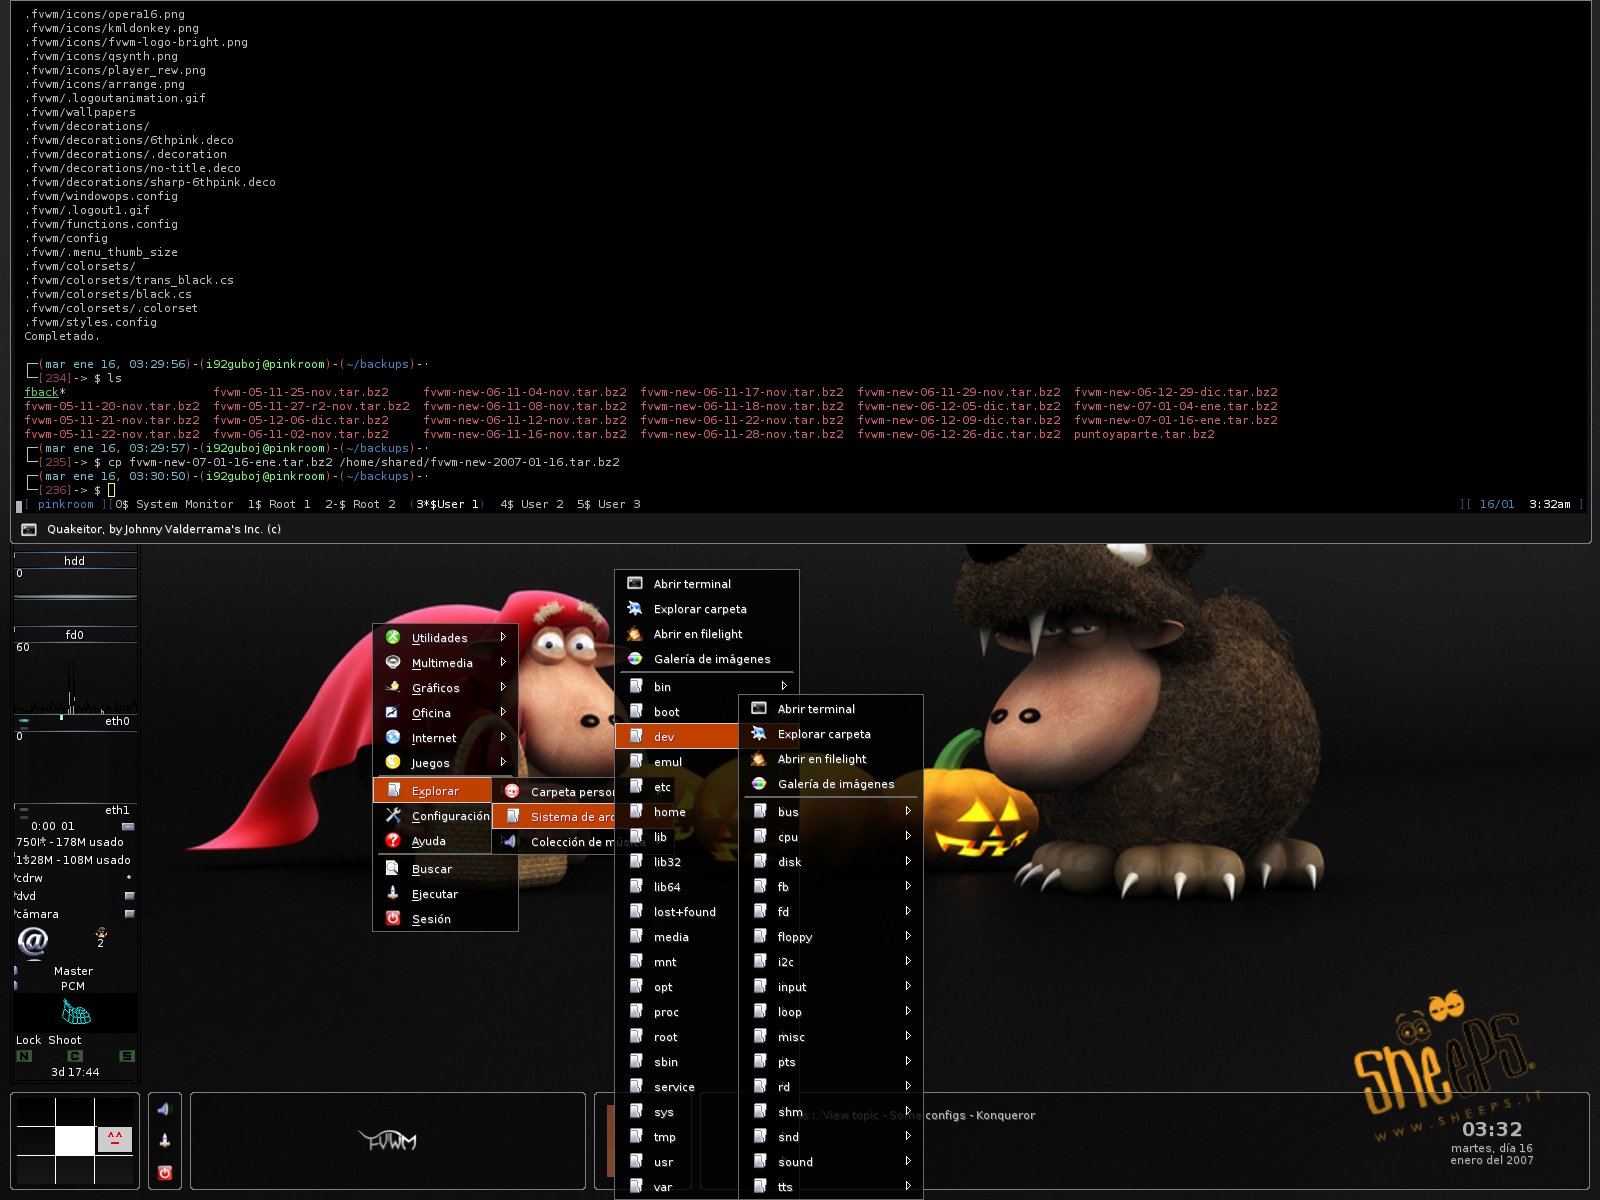 .fvwm/icons/opera16.png
.fvwm/icons/kmldonkey.png
.fvwm/icons/fvwm-logo-bright.png
.fvwm/icons/qsynth.png
.fvwm/icons/player_rew.png
.fvwm/icons/arrange.png
.fvwm/.logoutanimation.gif
.fvwm/wallpapers
.fvwm/decorations/
.fvwm/decorations/6thpink.deco
.fvwm/decorations/.decoration
.fvwm/decorations/no-title.deco
.fvwm/decorations/sharp-6thpink.deco
.fvwm/windowops.config
.fvwm/.logout1.gif
.fvwm/functions.config
.fvwm/config
.fvwm/.menu_thumb_size
.fvwm/colorsets/
.fvwm/colorsets/trans_black.cs
.fvwm/colorsets/black.cs
.fvwm/colorsets/.colorset
.fvwm/styles.config
Completado.
┌─(mar ene 16, 03:29:56)-(i92guboj@pinkroom)-(~/backups)-·
└─[234]-> $ ls
fback* fvwm-05-11-25-nov.tar.bz2 fvwm-new-06-11-04-nov.tar.bz2 fvwm-new-06-11-17-nov.tar.bz2 fvwm-new-06-11-29-nov.tar.bz2 fvwm-new-06-12-29-dic.tar.bz2
fvwm-05-11-20-nov.tar.bz2 fvwm-05-11-27-r2-nov.tar.bz2 fvwm-new-06-11-08-nov.tar.bz2 fvwm-new-06-11-18-nov.tar.bz2 fvwm-new-06-12-05-dic.tar.bz2 fvwm-new-07-01-04-ene.tar.bz2
fvwm-05-11-21-nov.tar.bz2 fvwm-05-12-06-dic.tar.bz2 fvwm-new-06-11-12-nov.tar.bz2 fvwm-new-06-11-22-nov.tar.bz2 fvwm-new-06-12-09-dic.tar.bz2 fvwm-new-07-01-16-ene.tar.bz2
fvwm-05-11-22-nov.tar.bz2 fvwm-06-11-02-nov.tar.bz2 fvwm-new-06-11-16-nov.tar.bz2 fvwm-new-06-11-28-nov.tar.bz2 fvwm-new-06-12-26-dic.tar.bz2 puntoyaparte.tar.bz2
┌─(mar ene 16, 03:29:57)-(i92guboj@pinkroom)-(~/backups)-·
└─[235]-> $ cp fvwm-new-07-01-16-ene.tar.bz2 /home/shared/fvwm-new-2007-01-16.tar.bz2
┌─(mar ene 16, 03:30:50)-(i92guboj@pinkroom)-(~/backups)-·
└─[236]-> $
[ pinkroom ][0$ System Monitor 1$ Root 1 2-$ Root 2 (3*$User 1) 4$ User 2 5$ User 3 ][ 16/01 3:32am ]
Quakeitor, by Johnny Valderrama's Inc. (c)
hdd
0
fd0
60
eth0
0
eth1
0:00 01
750M - 178M usado
1528M - 108M usado
cdrw
dvd
cámara
@
2
Master
PCM
Lock Shoot
N C S
3d 17:44
Utilidades
Multimedia
Gráficos
Oficina
Internet
Juegos
Explorar
Configuración
Ayuda
Buscar
Ejecutar
Sesión
Carpeta perso
Sistema de arc
Colección de música
Abrir terminal
Explorar carpeta
Abrir en filelight
Galería de imágenes
bin
boot
dev
emul
etc
home
lib
lib32
lib64
lost+found
media
mnt
opt
proc
root
sbin
service
sys
tmp
usr
var
Abrir terminal
Explorar carpeta
Abrir en filelight
Galería de imágenes
bus
cpu
disk
fb
fd
floppy
i2c
input
loop
misc
pts
rd
shm
snd
sound
tts
^^
FVWM
:: View topic - Some configs - Konqueror
sheeps.
WWW.SHEEPS.IT
03:32
martes, día 16
enero del 2007